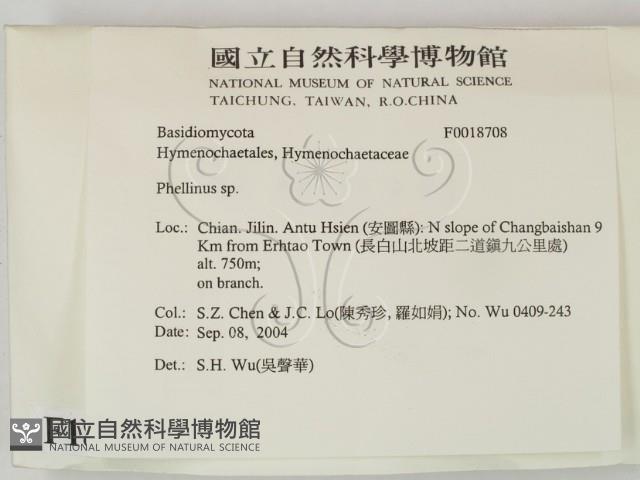 國立自然科學博物館
NATIONAL MUSEUM OF NATURAL SCIENCE
TAICHUNG, TAIWAN, R.O.CHINA
Basidiomycota F0018708
Hymenochaetales, Hymenochaetaceae
Phellinus sp.
Loc.: Chian. Jilin. Antu Hsien (安圖縣): N slope of Changbaishan 9
Km from Erhtao Town (長白山北坡距二道鎮九公里處)
alt. 750m;
on branch.
Col.: S.Z. Chen & J.C. Lo(陳秀珍, 羅如娟); No. Wu 0409-243
Date: Sep. 08, 2004
Det.: S.H. Wu(吳聲華)
國立自然科學博物館
NATIONAL MUSEUM OF NATURAL SCIENCE